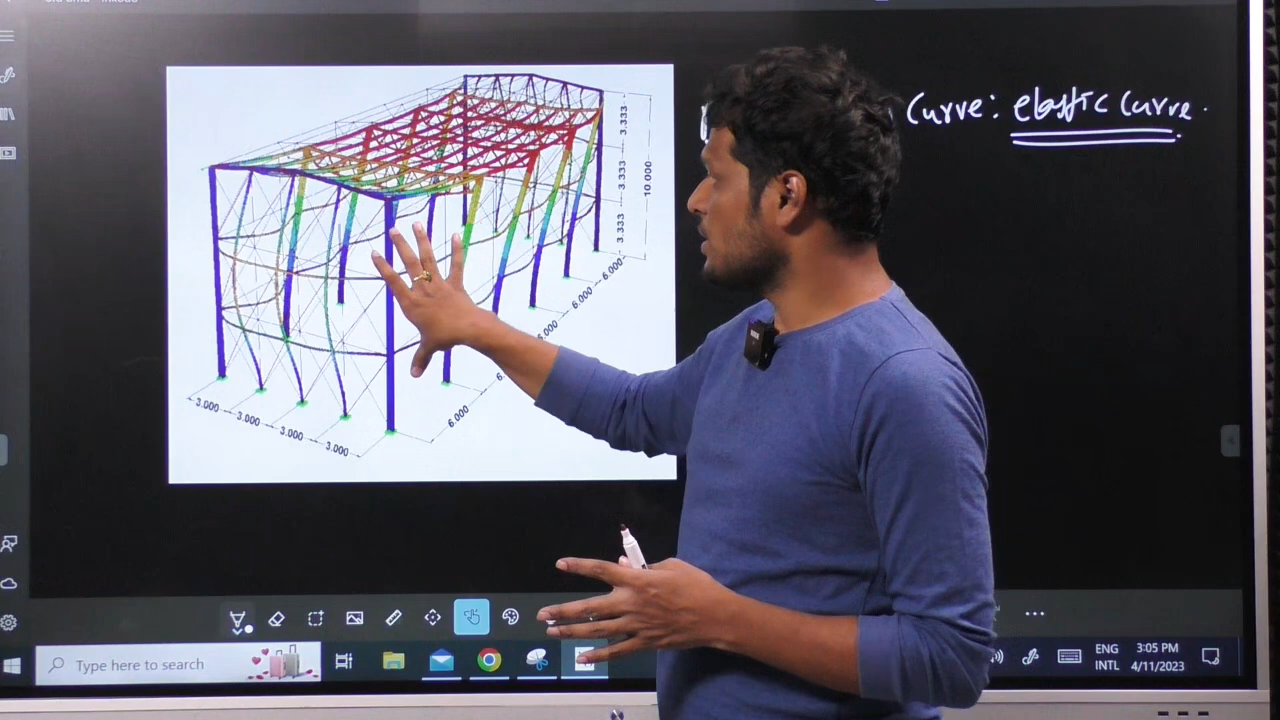 Curve: elastic Curve.
3.333
3.333
10.000
3.333
6.000
6.000
6.000
6.000
3.000
3.000
3.000
3.000
Type here to search
ENG
INTL
3:05 PM
4/11/2023